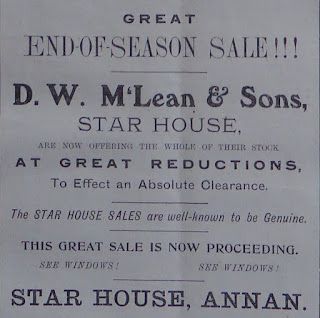 GREAT
END-OF-SEASON SALE!!!
D. W. M'Lean & Sons,
STAR HOUSE,
ARE NOW OFFERING THE WHOLE OF THEIR STOCK
AT GREAT REDUCTIONS,
To Effect an Absolute Clearance.
The STAR HOUSE SALES are well-known to be Genuine.
THIS GREAT SALE IS NOW PROCEEDING.
SEE WINDOWS! SEE WINDOWS!
STAR HOUSE, ANNAN.